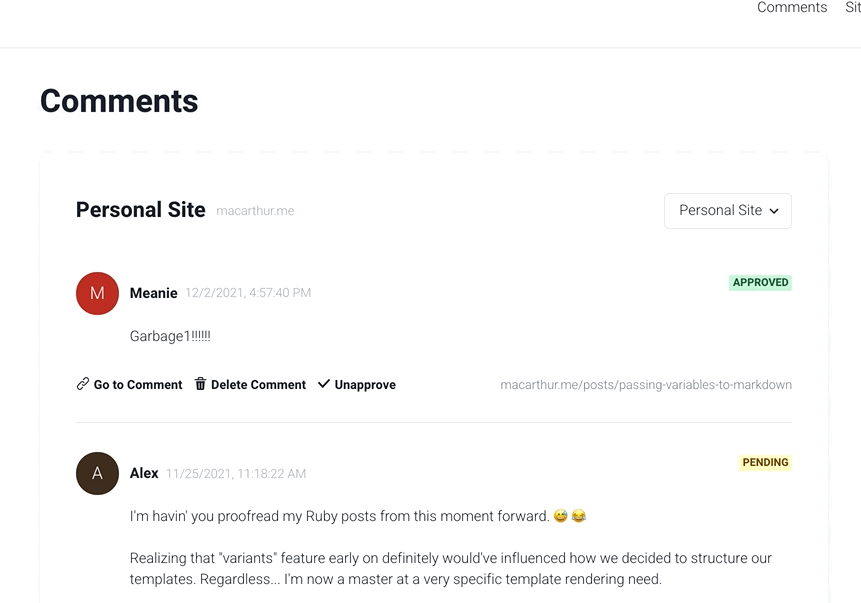 Comments
Comments
Personal Site macarthur.me
Personal Site
M
Meanie 12/2/2021, 4:57:40 PM
APPROVED
Garbage1!!!!!!
Go to Comment Delete Comment Unapprove
macarthur.me/posts/passing-variables-to-markdown
A
Alex 11/25/2021, 11:18:22 AM
PENDING
I'm havin' you proofread my Ruby posts from this moment forward. 😅 😂
Realizing that "variants" feature early on definitely would've influenced how we decided to structure our
templates. Regardless... I'm now a master at a very specific template rendering need.